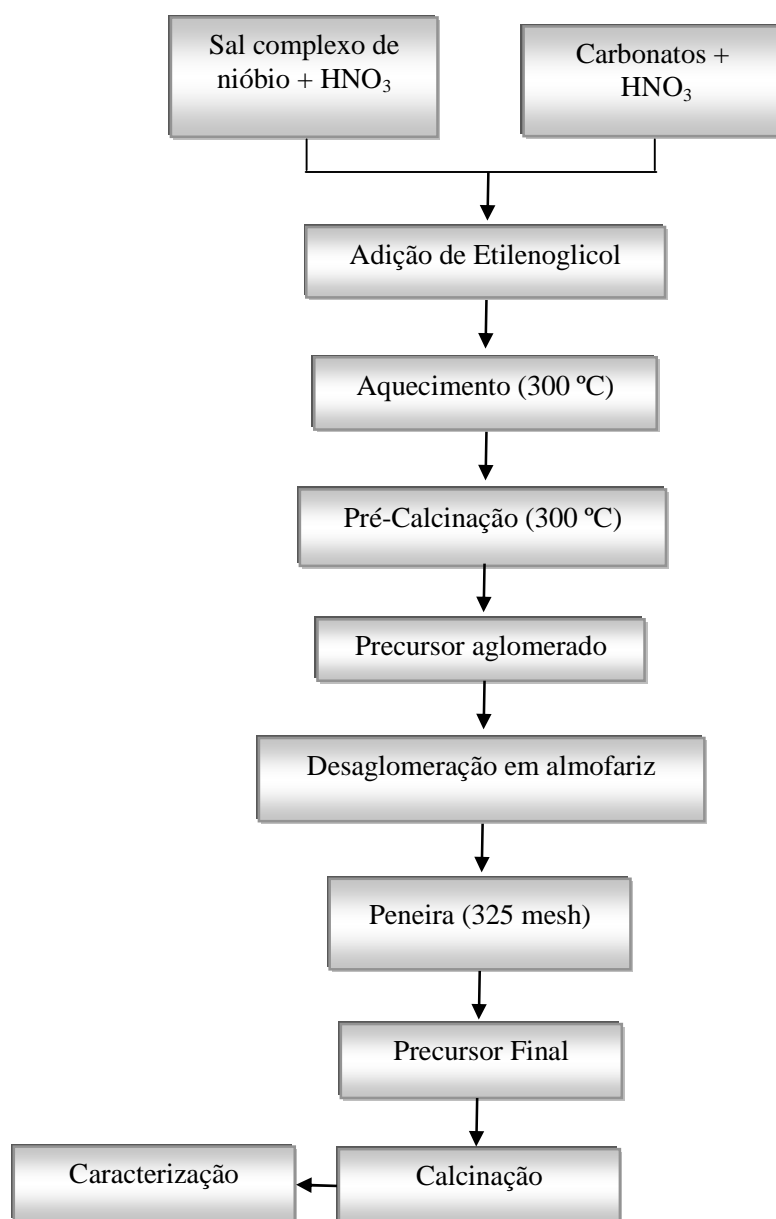 Sal complexo de
nióbio + HNO₃
Carbonatos +
HNO₃
Adição de Etilenoglicol
Aquecimento (300 ºC)
Pré-Calcinação (300 ºC)
Precursor aglomerado
Desaglomeração em almofariz
Peneira (325 mesh)
Precursor Final
Caracterização
Calcinação